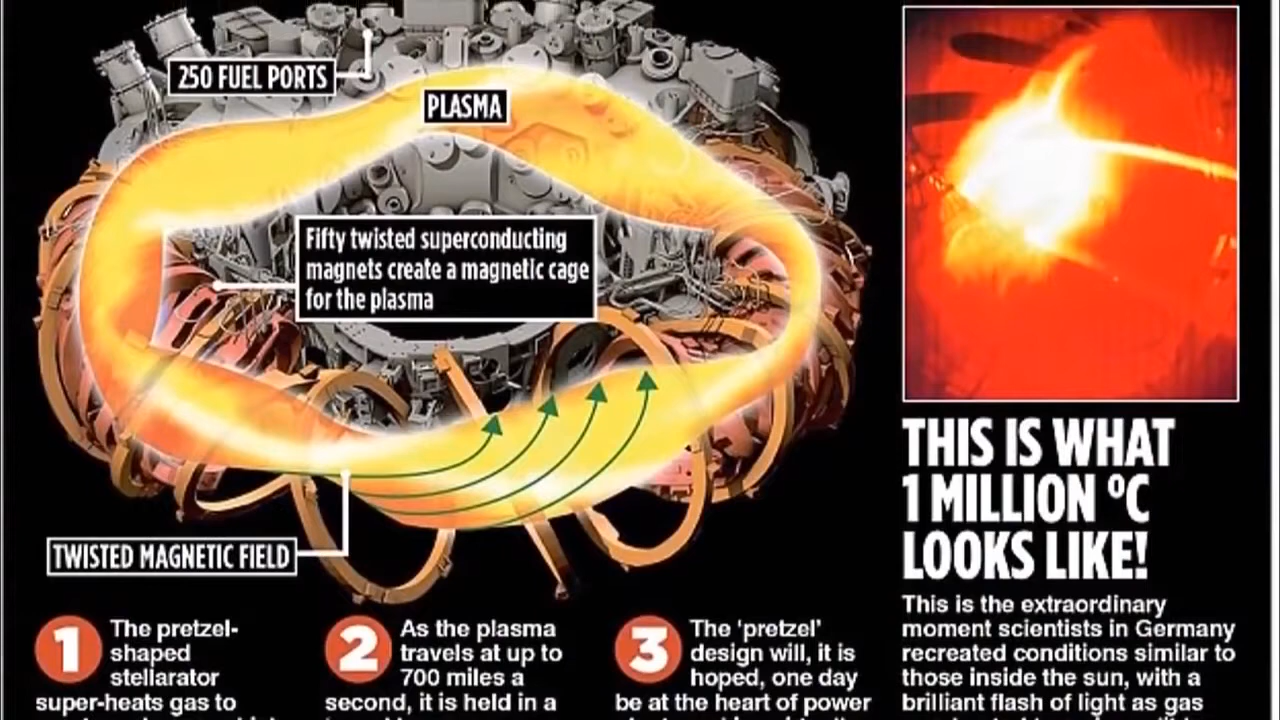 250 FUEL PORTS
PLASMA
Fifty twisted superconducting
magnets create a magnetic cage
for the plasma
TWISTED MAGNETIC FIELD
THIS IS WHAT
1 MILLION ºC
LOOKS LIKE!
1 The pretzel-
shaped
stellarator
super-heats gas to
2 As the plasma
travels at up to
700 miles a
second, it is held in a
3 The 'pretzel'
design will, it is
hoped, one day
be at the heart of power
This is the extraordinary
moment scientists in Germany
recreated conditions similar to
those inside the sun, with a
brilliant flash of light as gas